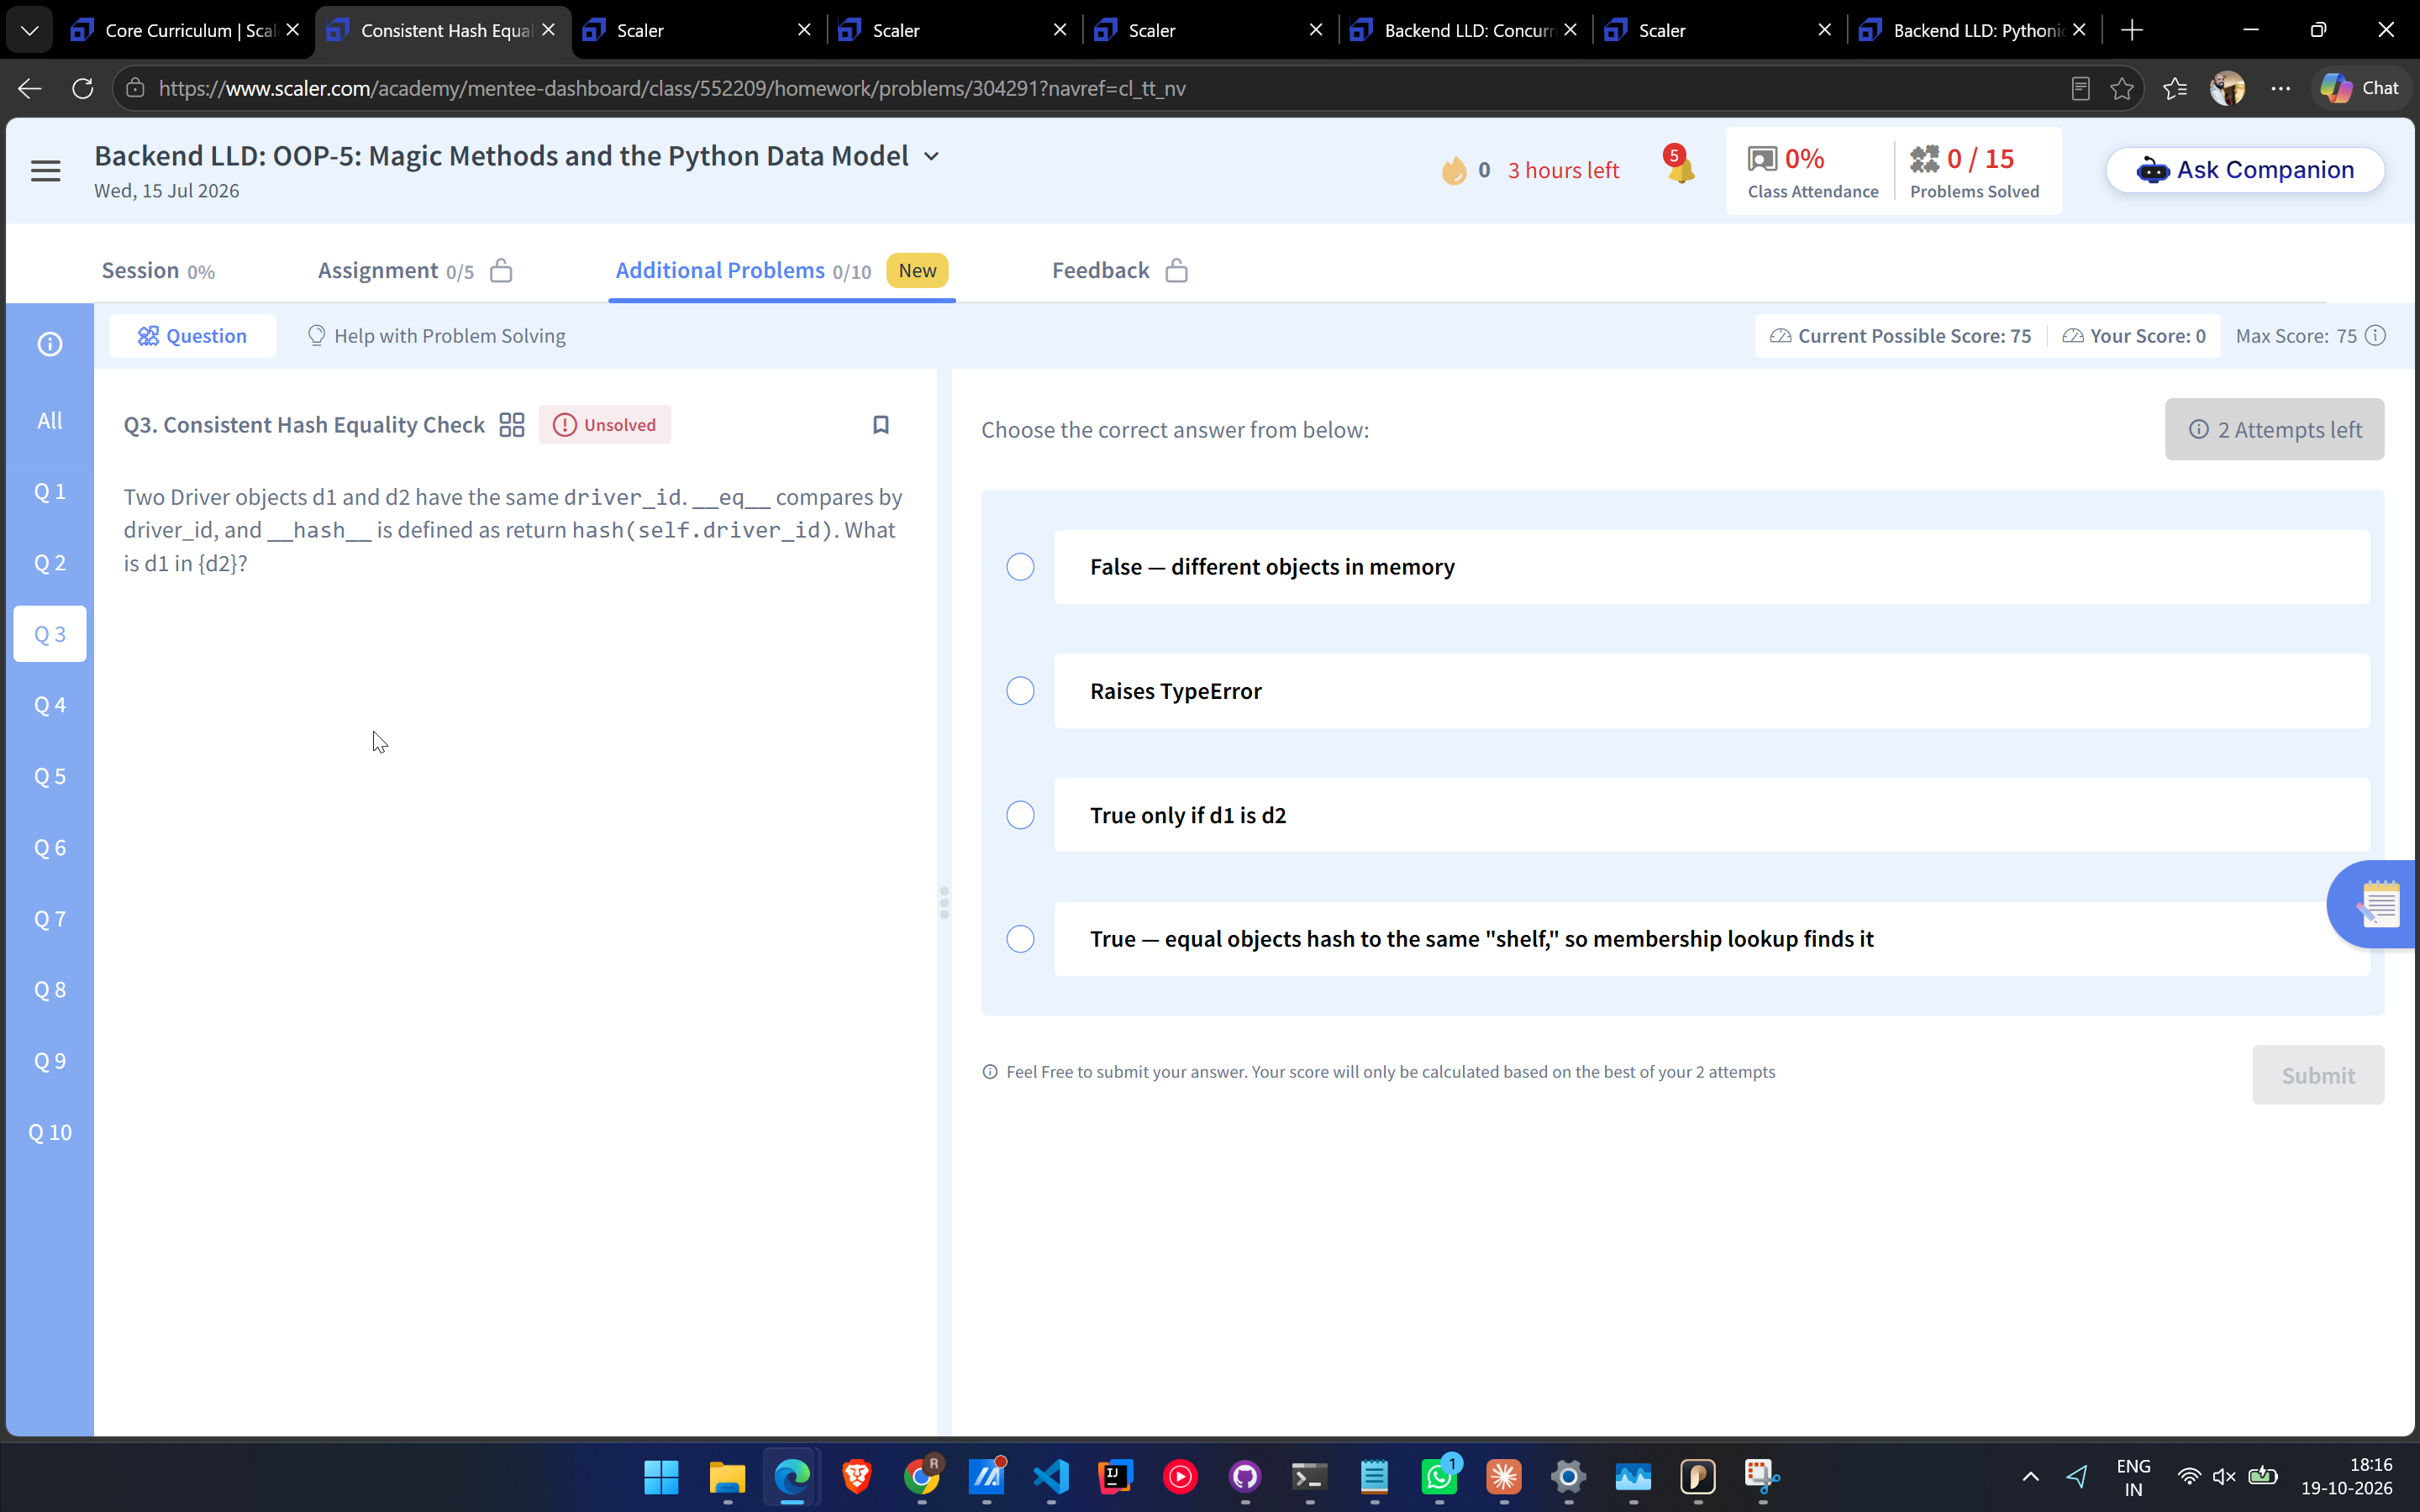 Core Curriculum | Scal
Consistent Hash Equa
Scaler
Scaler
Scaler
Backend LLD: Concurr
Scaler
Backend LLD: Pythoni
https://www.scaler.com/academy/mentee-dashboard/class/552209/homework/problems/304291?navref=cl_tt_nv
Chat
Backend LLD: OOP-5: Magic Methods and the Python Data Model
Wed, 15 Jul 2026
0 3 hours left
5
0%
Class Attendance
0 / 15
Problems Solved
Ask Companion
Session 0%
Assignment 0/5
Additional Problems 0/10 New
Feedback
Question
Help with Problem Solving
Current Possible Score: 75
Your Score: 0
Max Score: 75
All
Q 1
Q 2
Q 3
Q 4
Q 5
Q 6
Q 7
Q 8
Q 9
Q 10
Q3. Consistent Hash Equality Check
Unsolved
Two Driver objects d1 and d2 have the same driver_id. __eq__ compares by
driver_id, and __hash__ is defined as return hash(self.driver_id). What
is d1 in {d2}?
Choose the correct answer from below:
2 Attempts left
False — different objects in memory
Raises TypeError
True only if d1 is d2
True — equal objects hash to the same "shelf," so membership lookup finds it
Feel Free to submit your answer. Your score will only be calculated based on the best of your 2 attempts
Submit
R
IJ
1
ENG
IN
18:16
19-10-2026